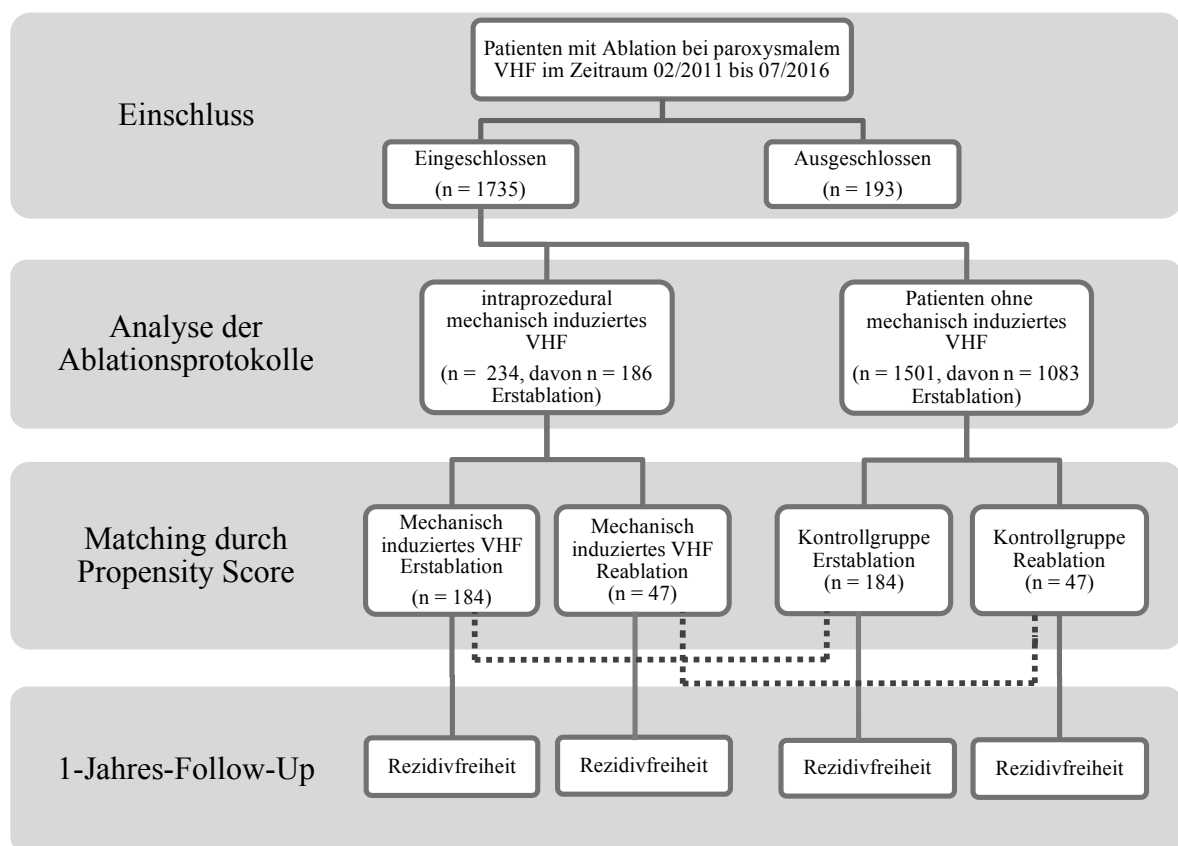 Einschluss
Patienten mit Ablation bei paroxysmalem
VHF im Zeitraum 02/2011 bis 07/2016
Eingeschlossen
(n = 1735)
Ausgeschlossen
(n = 193)
Analyse der
Ablationsprotokolle
intraprozedural
mechanisch induziertes
VHF
(n = 234, davon n = 186
Erstablation)
Patienten ohne
mechanisch induziertes
VHF
(n = 1501, davon n = 1083
Erstablation)
Matching durch
Propensity Score
Mechanisch
induziertes VHF
Erstablation
(n = 184)
Mechanisch
induziertes VHF
Reablation
(n = 47)
Kontrollgruppe
Erstablation
(n = 184)
Kontrollgruppe
Reablation
(n = 47)
1-Jahres-Follow-Up
Rezidivfreiheit
Rezidivfreiheit
Rezidivfreiheit
Rezidivfreiheit